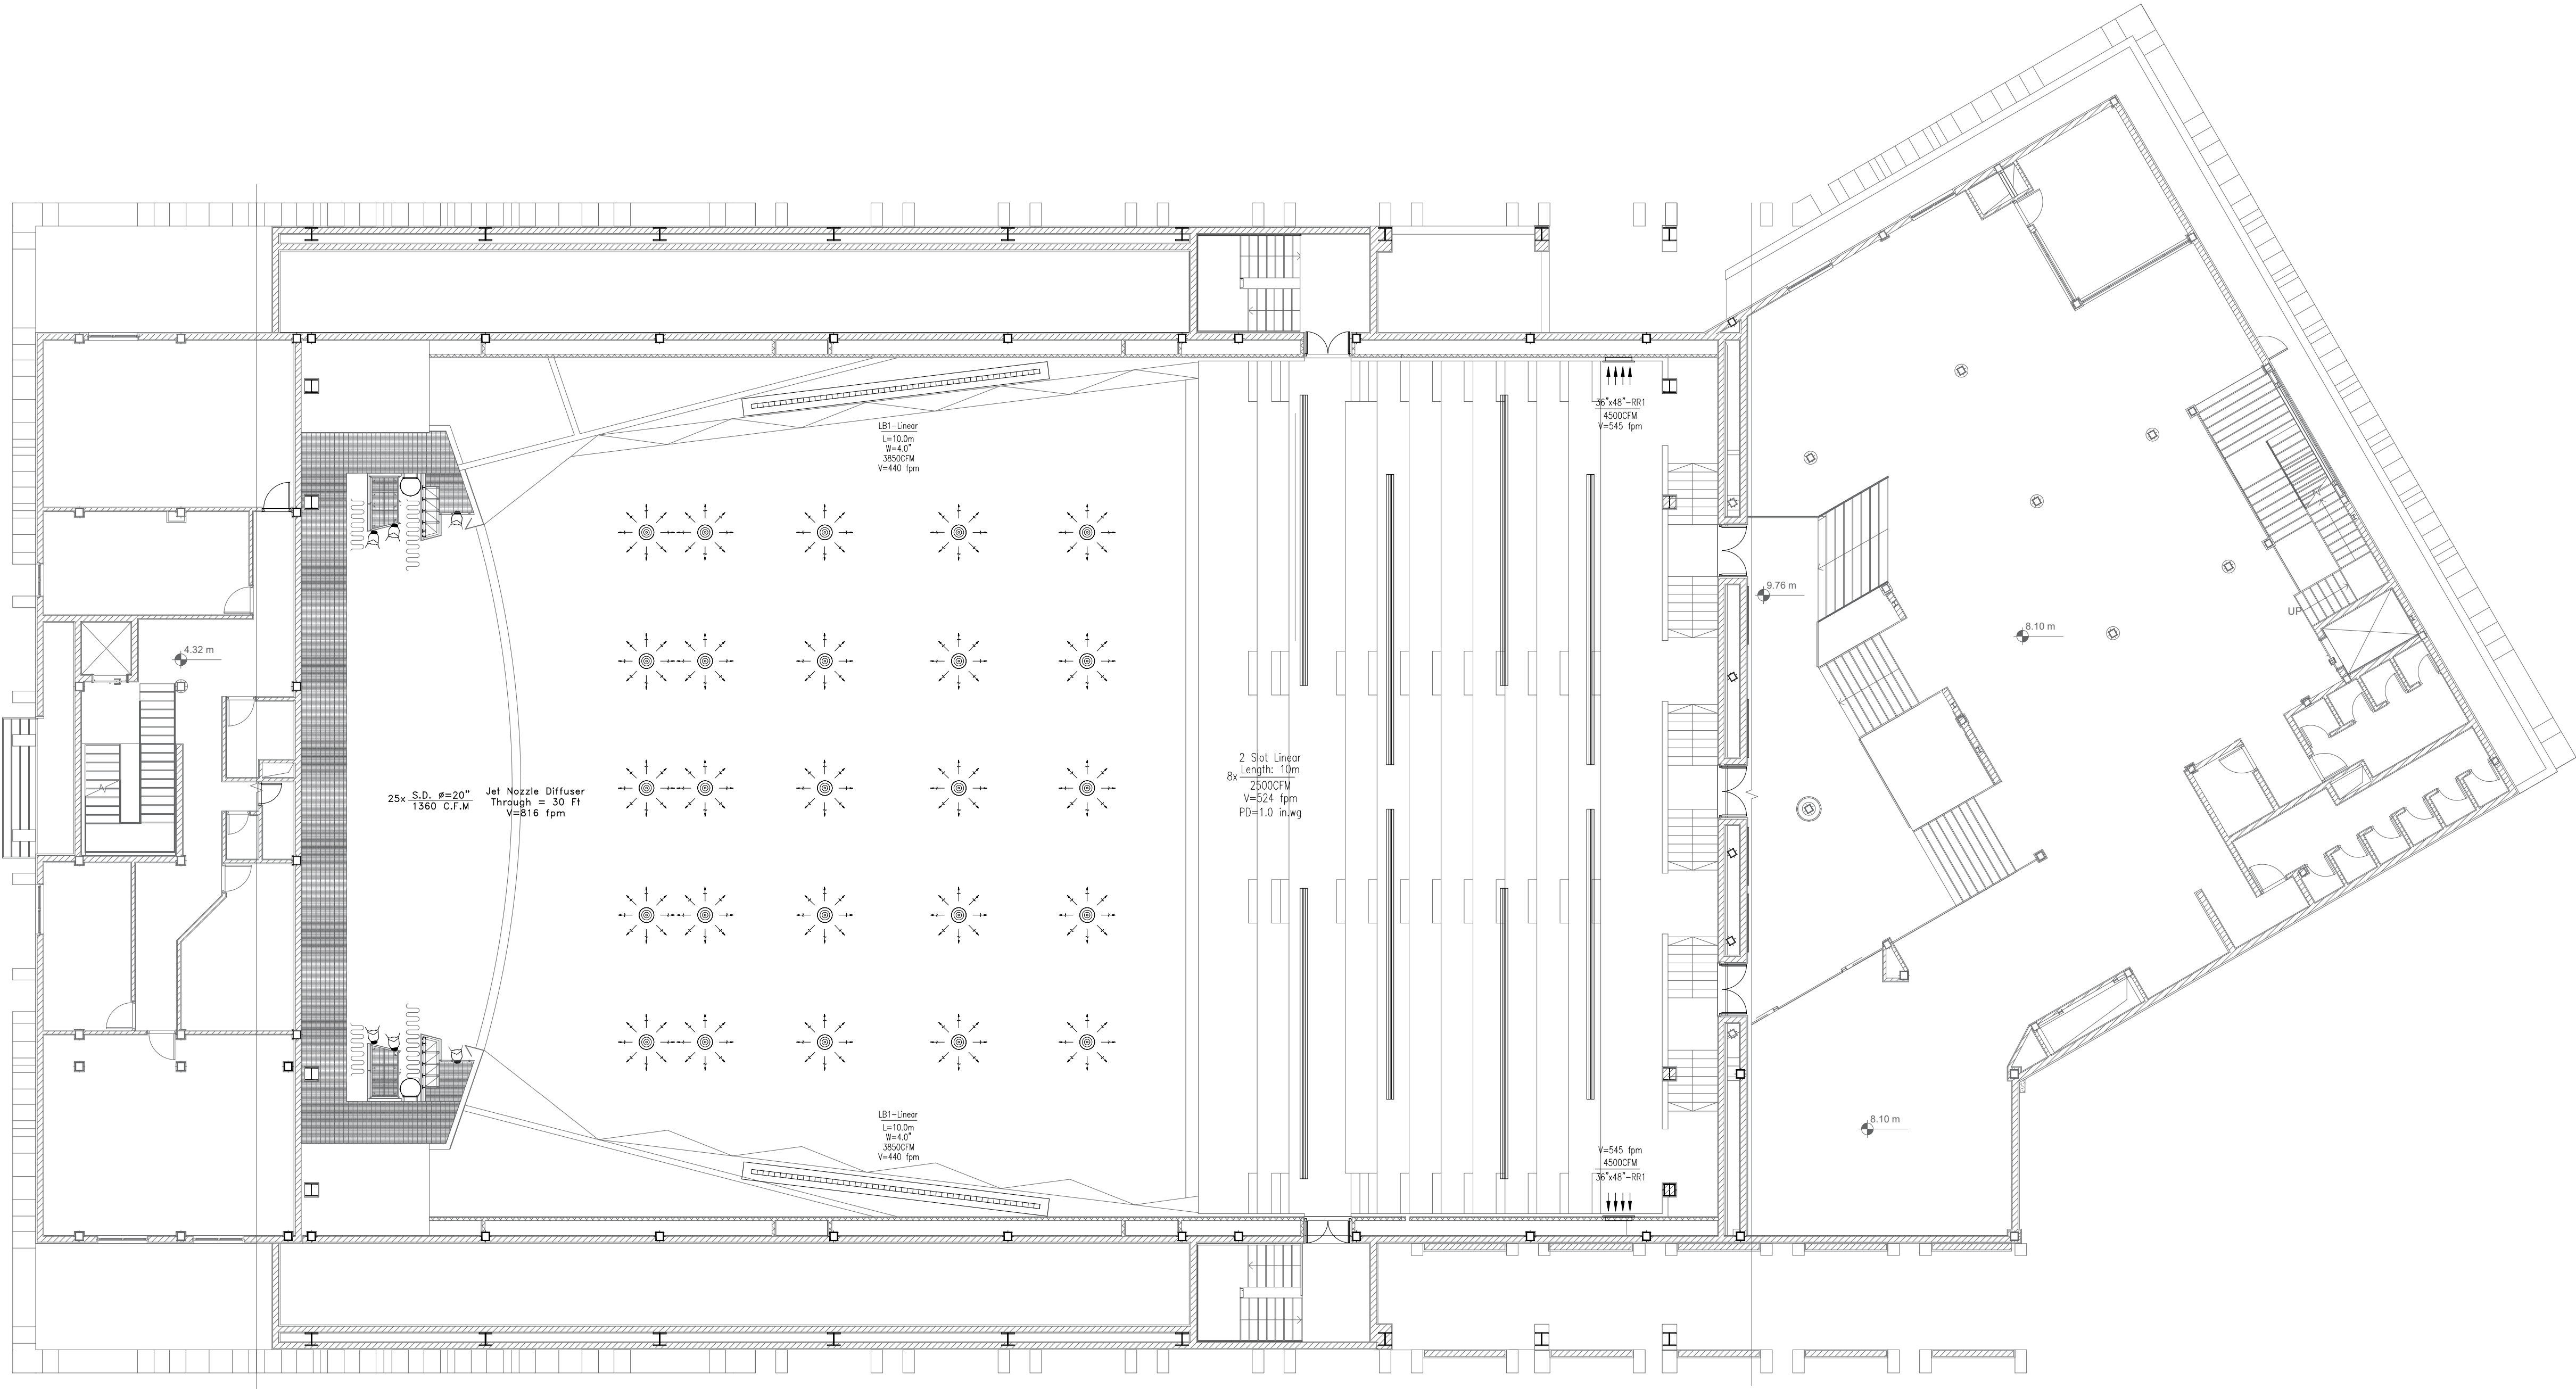 LB1-Linear
L=10.0m
W=4.0"
3850CFM
V=440 fpm
36"x48"-RR1
4500CFM
V=545 fpm
9.76 m
8.10 m
UP
4.32 m
25x S.D. ø=20"
1360 C.F.M
Jet Nozzle Diffuser
Through = 30 Ft
V=816 fpm
2 Slot Linear
Length: 10m
8x
2500CFM
V=524 fpm
PD=1.0 in.wg
LB1-Linear
L=10.0m
W=4.0"
3850CFM
V=440 fpm
V=545 fpm
4500CFM
36"x48"-RR1
8.10 m